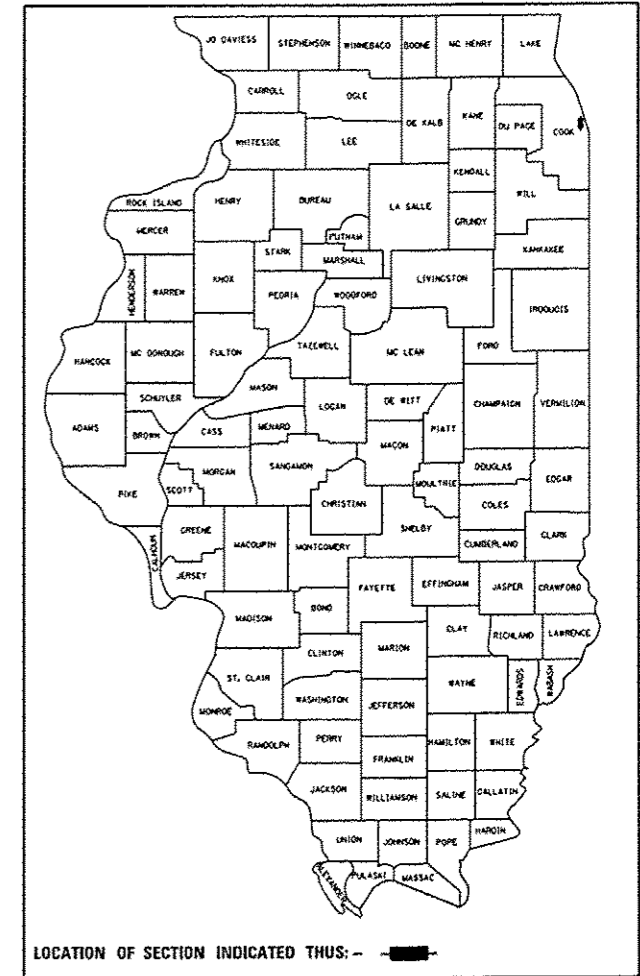 JO DAVIESS STEPHENSON WINNEBAGO BOONE MC HENRY LAKE
CARROLL OGLE DE KALB KANE DU PAGE COOK
WHITESIDE LEE KENDALL WILL
ROCK ISLAND HENRY BUREAU LA SALLE GRUNDY
MERCER STARK PUTNAM MARSHALL KANKAKEE
HENDERSON WARREN KNOX PEORIA WOODFORD LIVINGSTON IROQUOIS
HANCOCK MC DONOUGH FULTON TAZEWELL MC LEAN FORD
SCHUYLER MASON LOGAN DE WITT CHAMPAIGN VERMILION
ADAMS BROWN CASS MENARD MACON PIATT
PIKE SCOTT MORGAN SANGAMON CHRISTIAN MOULTRIE DOUGLAS EDGAR
COLES
CALHOUN GREENE MACOUPIN MONTGOMERY SHELBY CUMBERLAND CLARK
JERSEY FAYETTE EFFINGHAM JASPER CRAWFORD
MADISON BOND CLAY RICHLAND LAWRENCE
CLINTON MARION
ST. CLAIR WASHINGTON JEFFERSON WAYNE EDWARDS WABASH
MONROE
RANDOLPH PERRY FRANKLIN HAMILTON WHITE
JACKSON WILLIAMSON SALINE GALLATIN
UNION JOHNSON POPE HARDIN
ALEXANDER PULASKI MASSAC
LOCATION OF SECTION INDICATED THUS:-